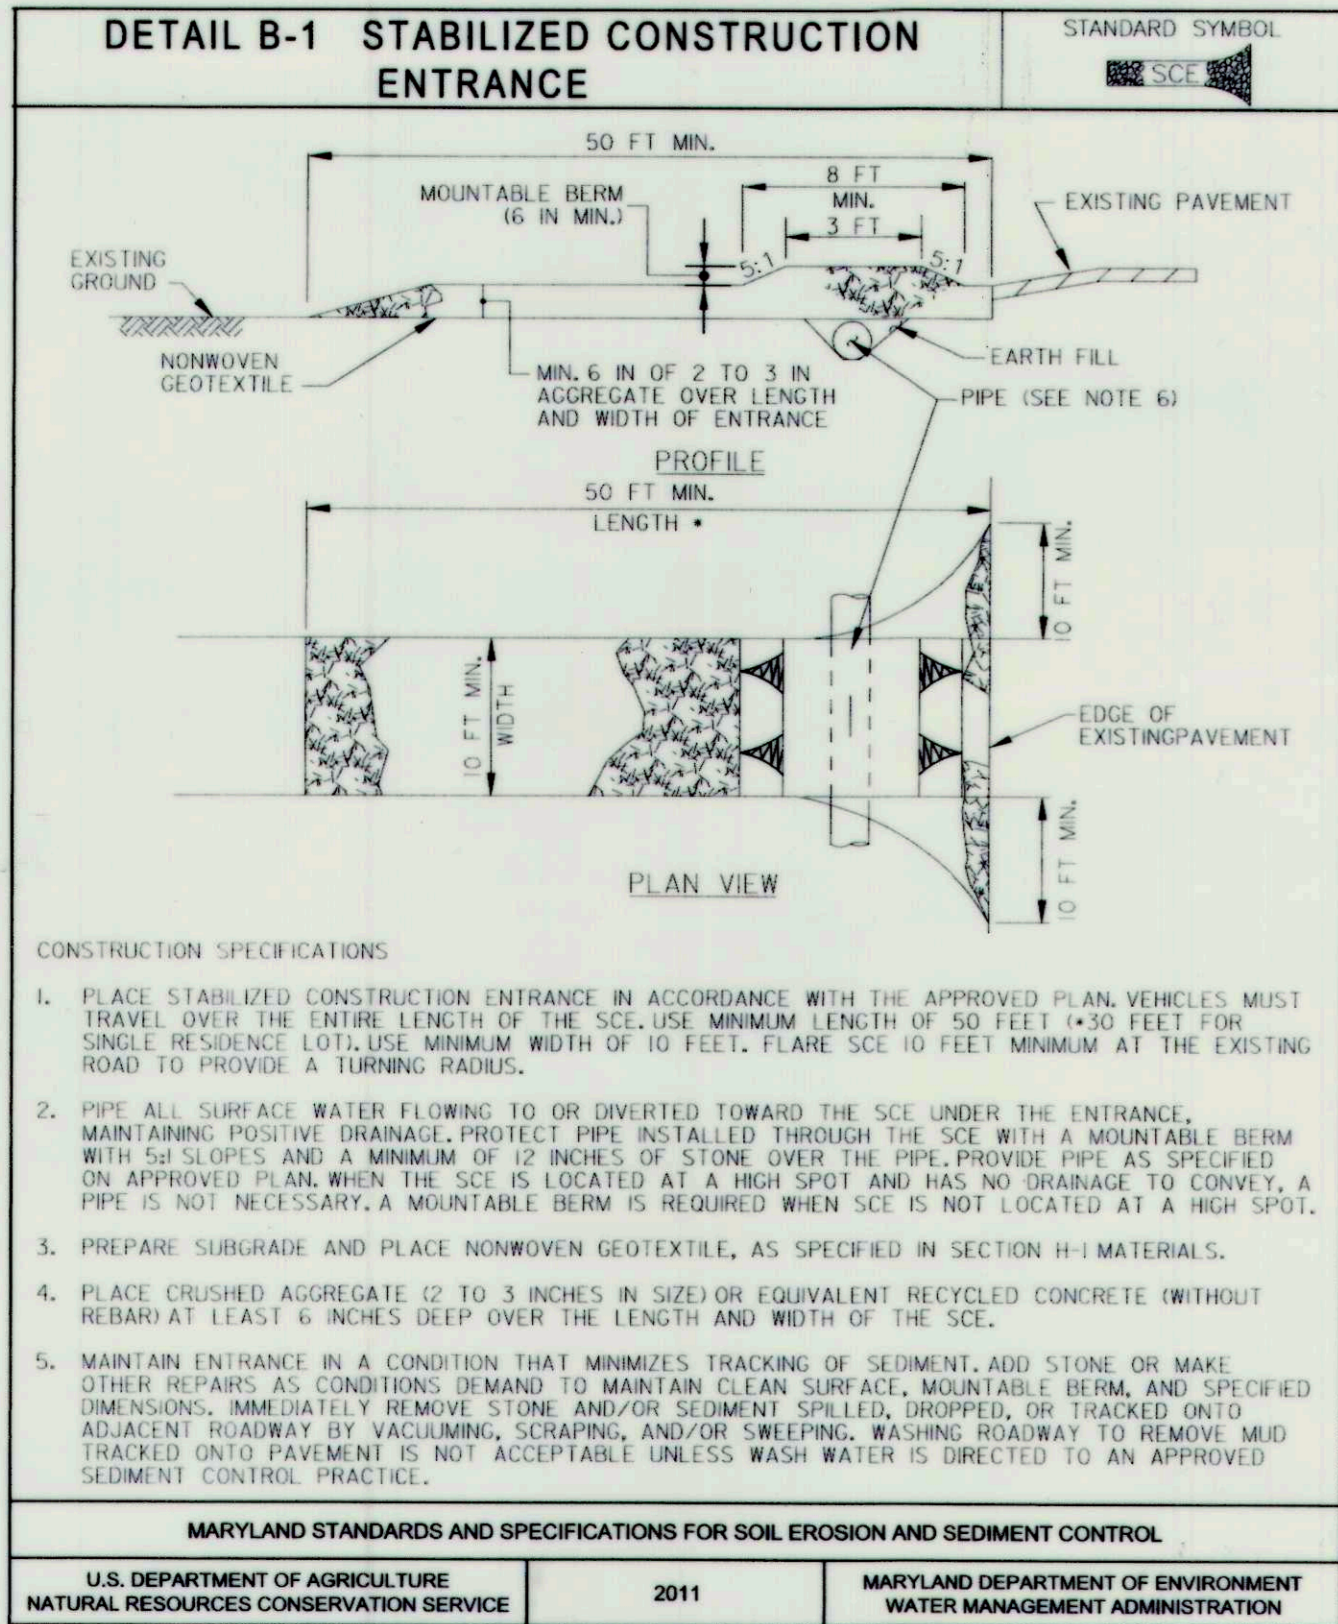 DETAIL B-1 STABILIZED CONSTRUCTION
ENTRANCE
STANDARD SYMBOL
SCE
50 FT MIN.
8 FT
MIN.
3 FT
MOUNTABLE BERM
(6 IN MIN.)
EXISTING PAVEMENT
5:1
5:1
EXISTING
GROUND
NONWOVEN
GEOTEXTILE
MIN. 6 IN OF 2 TO 3 IN
AGGREGATE OVER LENGTH
AND WIDTH OF ENTRANCE
EARTH FILL
PIPE (SEE NOTE 6)
PROFILE
50 FT MIN.
LENGTH *
10 FT MIN.
10 FT MIN.
WIDTH
EDGE OF
EXISTINGPAVEMENT
10 FT MIN.
PLAN VIEW
CONSTRUCTION SPECIFICATIONS
1. PLACE STABILIZED CONSTRUCTION ENTRANCE IN ACCORDANCE WITH THE APPROVED PLAN. VEHICLES MUST
TRAVEL OVER THE ENTIRE LENGTH OF THE SCE. USE MINIMUM LENGTH OF 50 FEET (*30 FEET FOR
SINGLE RESIDENCE LOT). USE MINIMUM WIDTH OF 10 FEET. FLARE SCE 10 FEET MINIMUM AT THE EXISTING
ROAD TO PROVIDE A TURNING RADIUS.
2. PIPE ALL SURFACE WATER FLOWING TO OR DIVERTED TOWARD THE SCE UNDER THE ENTRANCE,
MAINTAINING POSITIVE DRAINAGE. PROTECT PIPE INSTALLED THROUGH THE SCE WITH A MOUNTABLE BERM
WITH 5:1 SLOPES AND A MINIMUM OF 12 INCHES OF STONE OVER THE PIPE. PROVIDE PIPE AS SPECIFIED
ON APPROVED PLAN. WHEN THE SCE IS LOCATED AT A HIGH SPOT AND HAS NO DRAINAGE TO CONVEY, A
PIPE IS NOT NECESSARY. A MOUNTABLE BERM IS REQUIRED WHEN SCE IS NOT LOCATED AT A HIGH SPOT.
3. PREPARE SUBGRADE AND PLACE NONWOVEN GEOTEXTILE, AS SPECIFIED IN SECTION H-1 MATERIALS.
4. PLACE CRUSHED AGGREGATE (2 TO 3 INCHES IN SIZE) OR EQUIVALENT RECYCLED CONCRETE (WITHOUT
REBAR) AT LEAST 6 INCHES DEEP OVER THE LENGTH AND WIDTH OF THE SCE.
5. MAINTAIN ENTRANCE IN A CONDITION THAT MINIMIZES TRACKING OF SEDIMENT. ADD STONE OR MAKE
OTHER REPAIRS AS CONDITIONS DEMAND TO MAINTAIN CLEAN SURFACE, MOUNTABLE BERM, AND SPECIFIED
DIMENSIONS. IMMEDIATELY REMOVE STONE AND/OR SEDIMENT SPILLED, DROPPED, OR TRACKED ONTO
ADJACENT ROADWAY BY VACUUMING, SCRAPING, AND/OR SWEEPING. WASHING ROADWAY TO REMOVE MUD
TRACKED ONTO PAVEMENT IS NOT ACCEPTABLE UNLESS WASH WATER IS DIRECTED TO AN APPROVED
SEDIMENT CONTROL PRACTICE.
MARYLAND STANDARDS AND SPECIFICATIONS FOR SOIL EROSION AND SEDIMENT CONTROL
U.S. DEPARTMENT OF AGRICULTURE
NATURAL RESOURCES CONSERVATION SERVICE
2011
MARYLAND DEPARTMENT OF ENVIRONMENT
WATER MANAGEMENT ADMINISTRATION